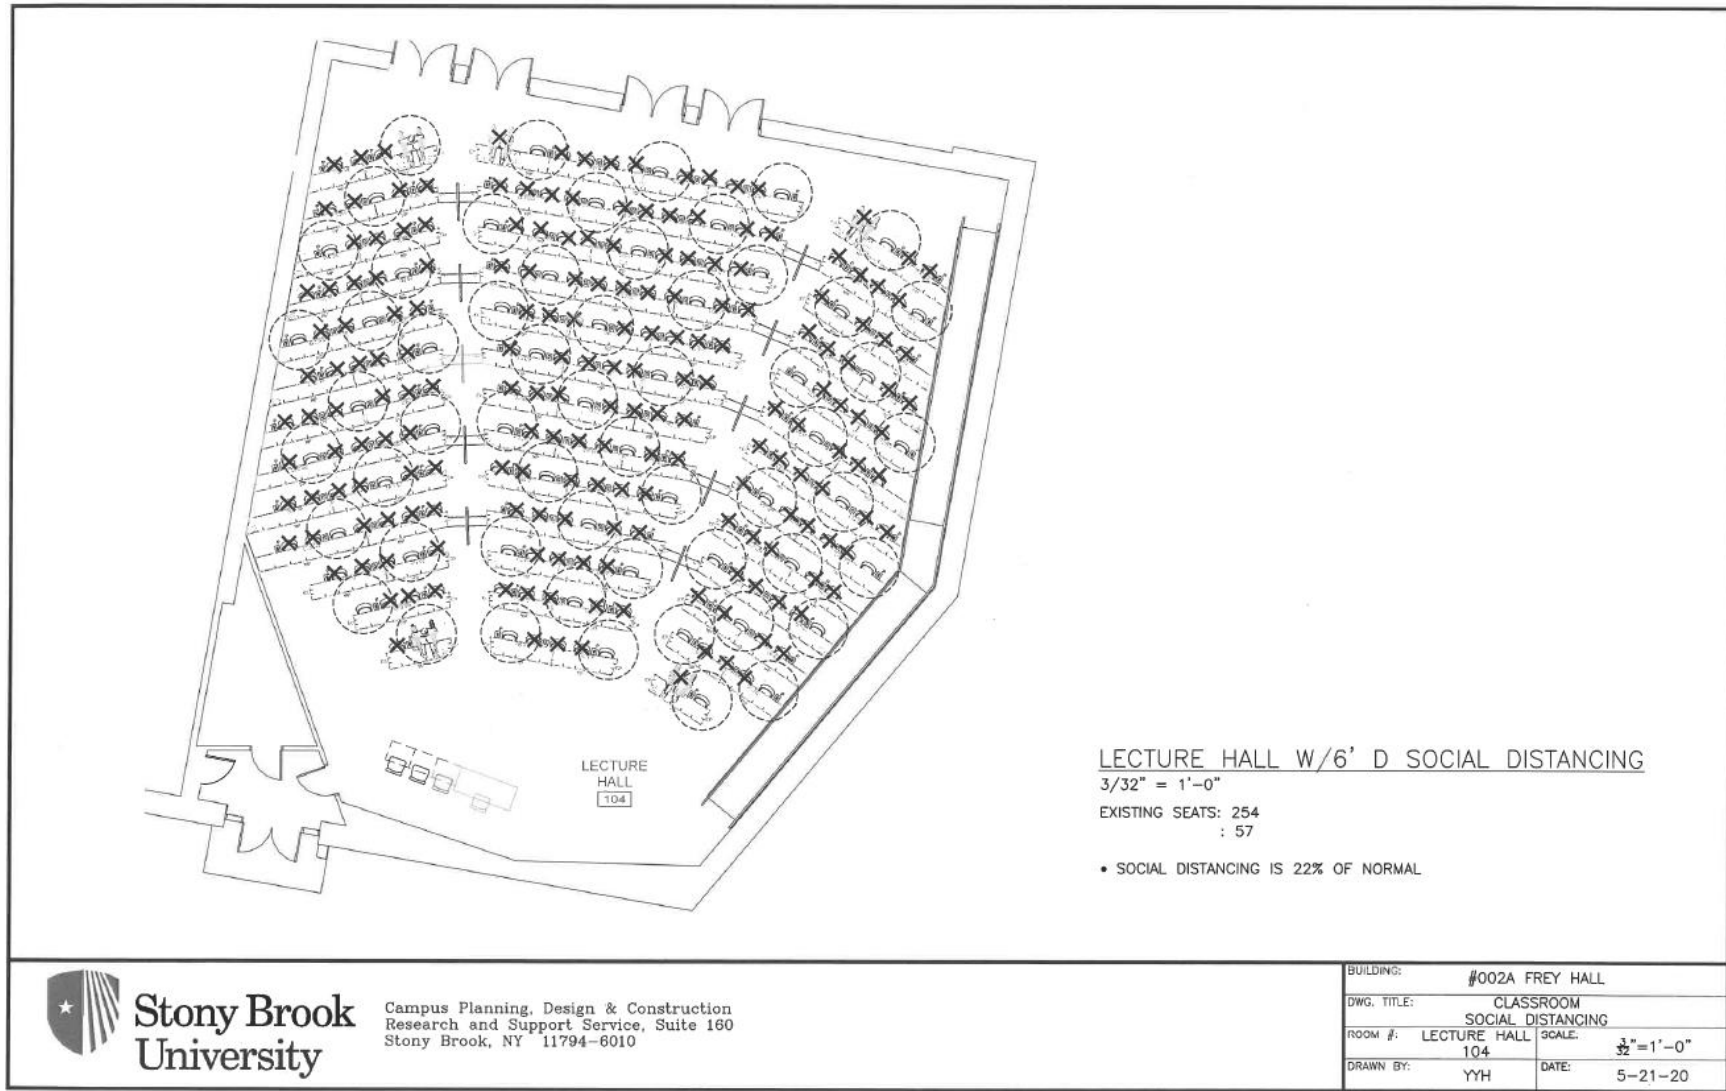 LECTURE
HALL
104
LECTURE HALL W/6' D SOCIAL DISTANCING
3/32" = 1'-0"
EXISTING SEATS: 254
: 57
• SOCIAL DISTANCING IS 22% OF NORMAL
Stony Brook
University
Campus Planning, Design & Construction
Research and Support Service, Suite 160
Stony Brook, NY 11794-6010
BUILDING: #002A FREY HALL
DWG. TITLE: CLASSROOM
SOCIAL DISTANCING
ROOM #: LECTURE HALL
104
SCALE: 3/32"=1'-0"
DRAWN BY: YYH
DATE: 5-21-20